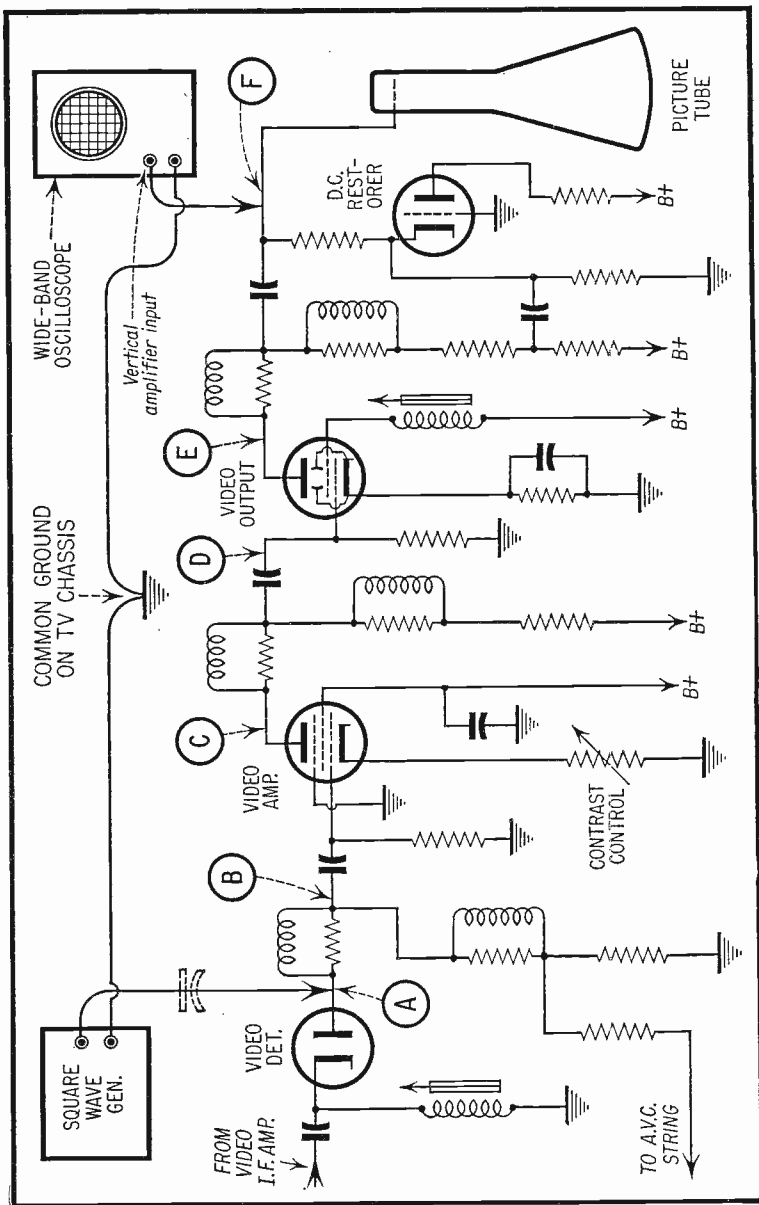 SQUARE
WAVE
GEN.
COMMON GROUND
ON TV CHASSIS
WIDE-BAND
OSCILLOSCOPE
Vertical
amplifier input
FROM
VIDEO
I.F. AMP.
VIDEO
DET.
A
B
VIDEO
AMP.
C
D
VIDEO
OUTPUT
E
F
D.C.
REST-
ORER
PICTURE
TUBE
TO A.V.C.
STRING
CONTRAST
CONTROL
B+
B+
B+
B+
B+